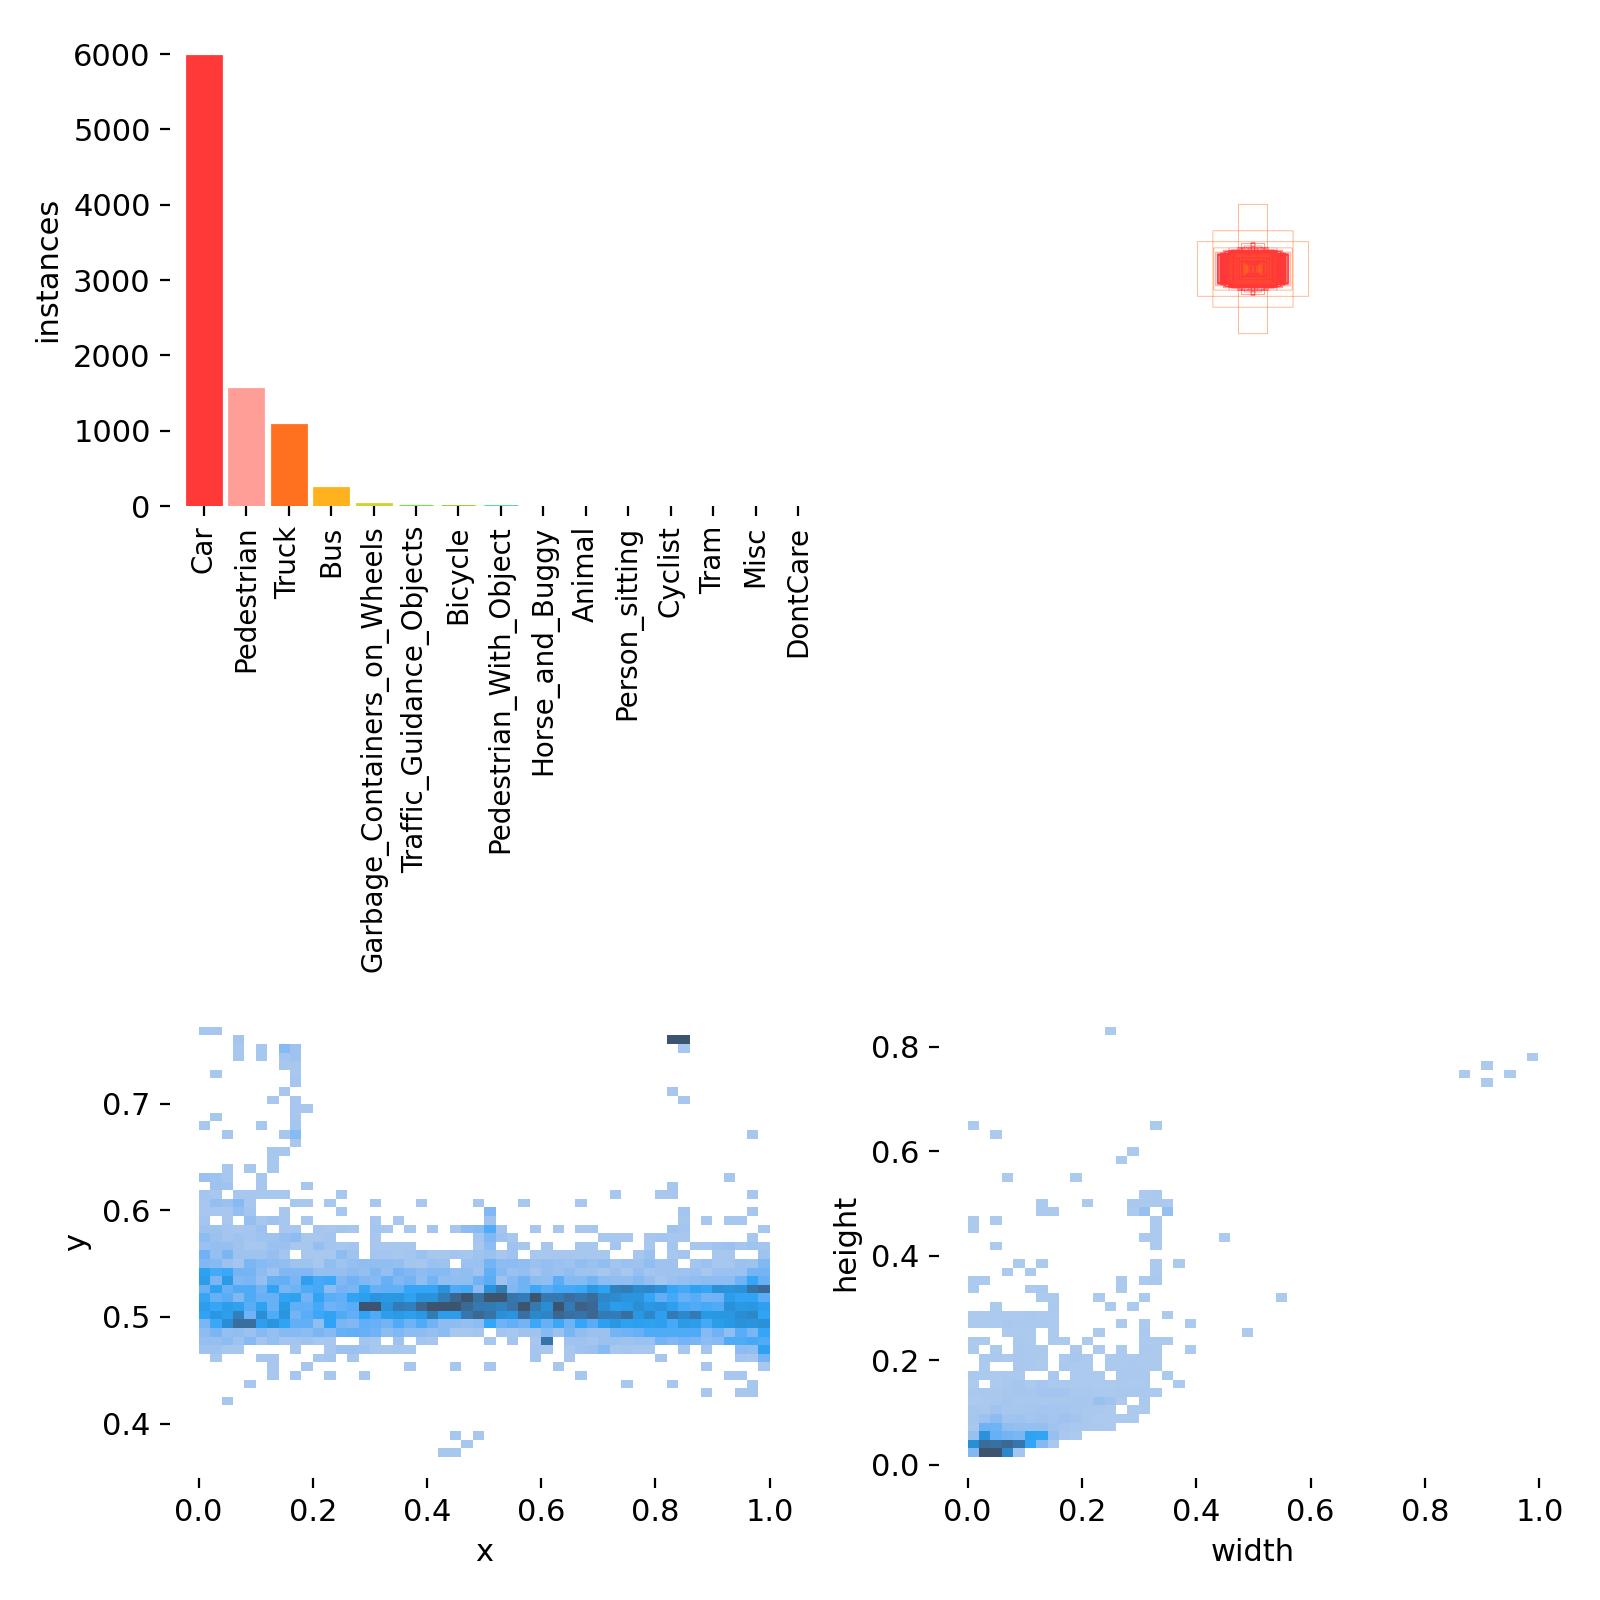 6000
5000
4000
3000
2000
1000
0
instances
Car
Pedestrian
Truck
Bus
Garbage_Containers_on_Wheels
Traffic_Guidance_Objects
Bicycle
Pedestrian_With_Object
Horse_and_Buggy
Animal
Person_sitting
Cyclist
Tram
Misc
DontCare
0.7
0.6
0.5
0.4
y
0.0 0.2 0.4 0.6 0.8 1.0
x
0.8
0.6
0.4
0.2
0.0
height
0.0 0.2 0.4 0.6 0.8 1.0
width